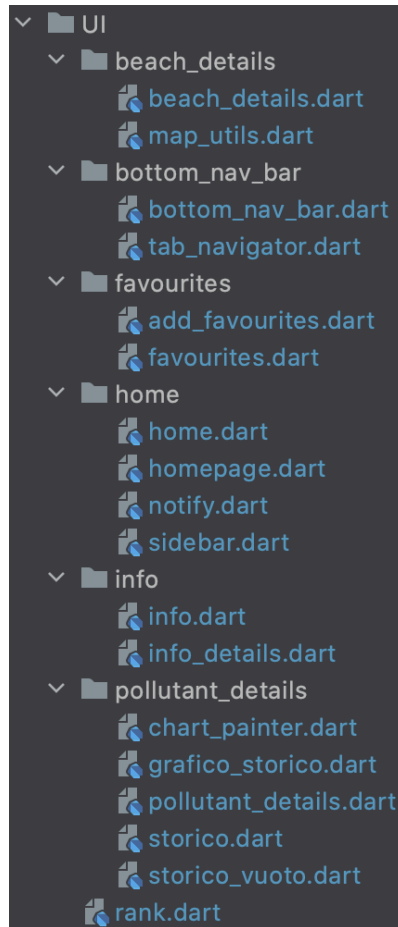 UI
beach_details
beach_details.dart
map_utils.dart
bottom_nav_bar
bottom_nav_bar.dart
tab_navigator.dart
favourites
add_favourites.dart
favourites.dart
home
home.dart
homepage.dart
notify.dart
sidebar.dart
info
info.dart
info_details.dart
pollutant_details
chart_painter.dart
grafico_storico.dart
pollutant_details.dart
storico.dart
storico_vuoto.dart
rank.dart